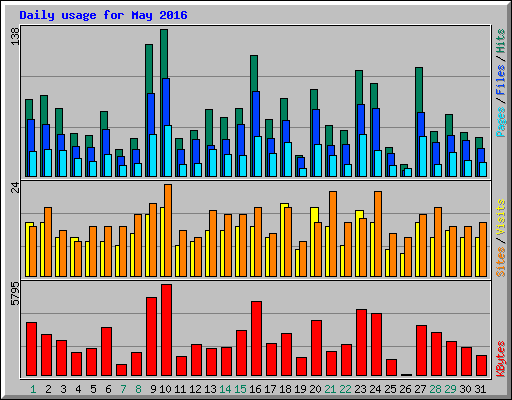 Daily usage for May 2016
138
Pages / Files / Hits
24
Sites / Visits
5795
KBytes
1 2 3 4 5 6 7 8 9 10 11 12 13 14 15 16 17 18 19 20 21 22 23 24 25 26 27 28 29 30 31